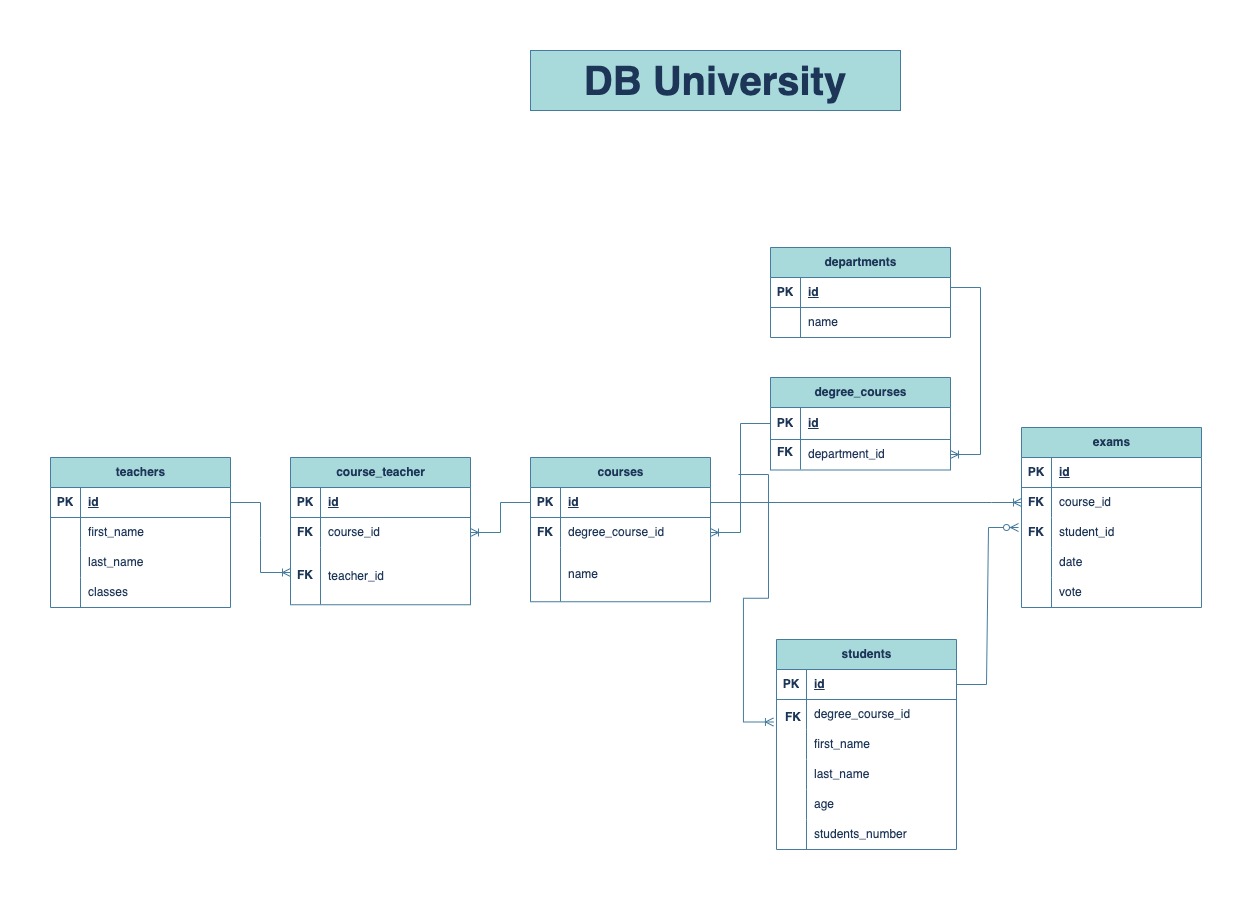 DB University
departments
PK id
name
degree_courses
PK id
FK department_id
teachers
PK id
first_name
last_name
classes
course_teacher
PK id
FK course_id
FK teacher_id
courses
PK id
FK degree_course_id
name
exams
PK id
FK course_id
FK student_id
date
vote
students
PK id
FK degree_course_id
first_name
last_name
age
students_number